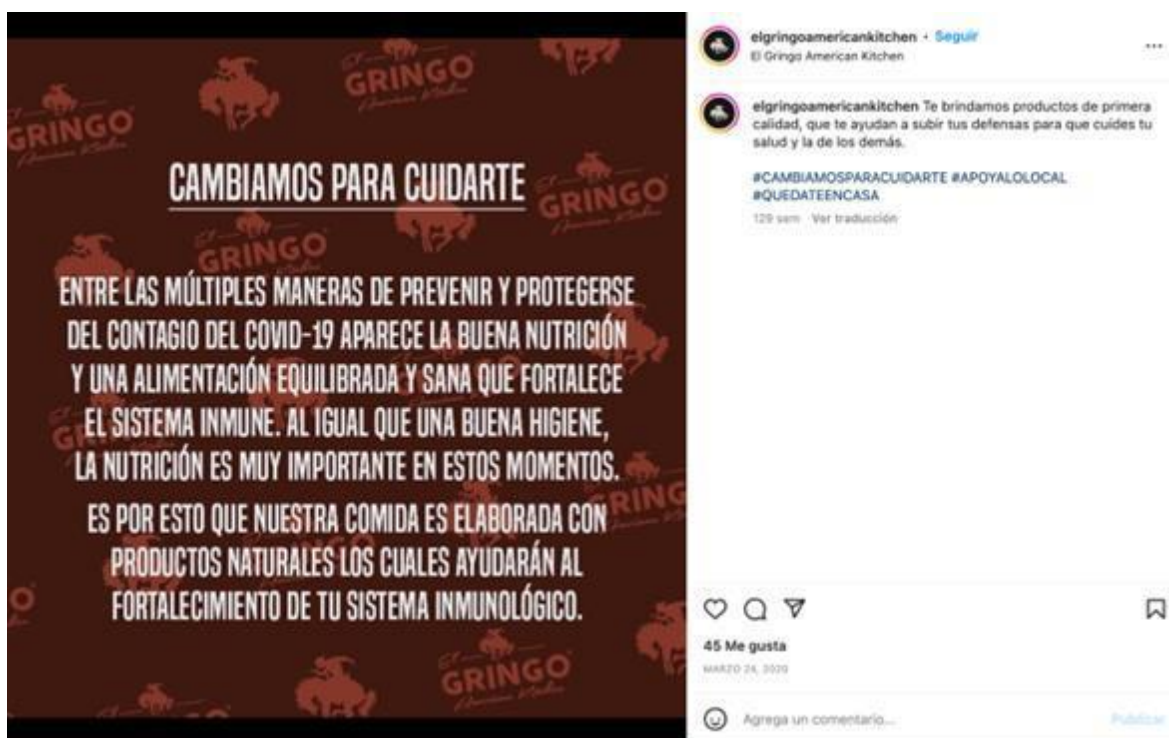 CAMBIAMOS PARA CUIDARTE
ENTRE LAS MÚLTIPLES MANERAS DE PREVENIR Y PROTEGERSE
DEL CONTAGIO DEL COVID-19 APARECE LA BUENA NUTRICIÓN
Y UNA ALIMENTACIÓN EQUILIBRADA Y SANA QUE FORTALECE
EL SISTEMA INMUNE. AL IGUAL QUE UNA BUENA HIGIENE,
LA NUTRICIÓN ES MUY IMPORTANTE EN ESTOS MOMENTOS.
ES POR ESTO QUE NUESTRA COMIDA ES ELABORADA CON
PRODUCTOS NATURALES LOS CUALES AYUDARÁN AL
FORTALECIMIENTO DE TU SISTEMA INMUNOLÓGICO.
El
GRINGO
American Kitchen
elgringoamericankitchen • Seguir
El Gringo American Kitchen
elgringoamericankitchen Te brindamos productos de primera
calidad, que te ayudan a subir tus defensas para que cuides tu
salud y la de los demás.
#CAMBIAMOSPARACUIDARTE #APOYALOLOCAL
#QUEDATEENCASA
129 sem Ver traducción
45 Me gusta
MARZO 24, 2020
Agrega un comentario...
Publicar